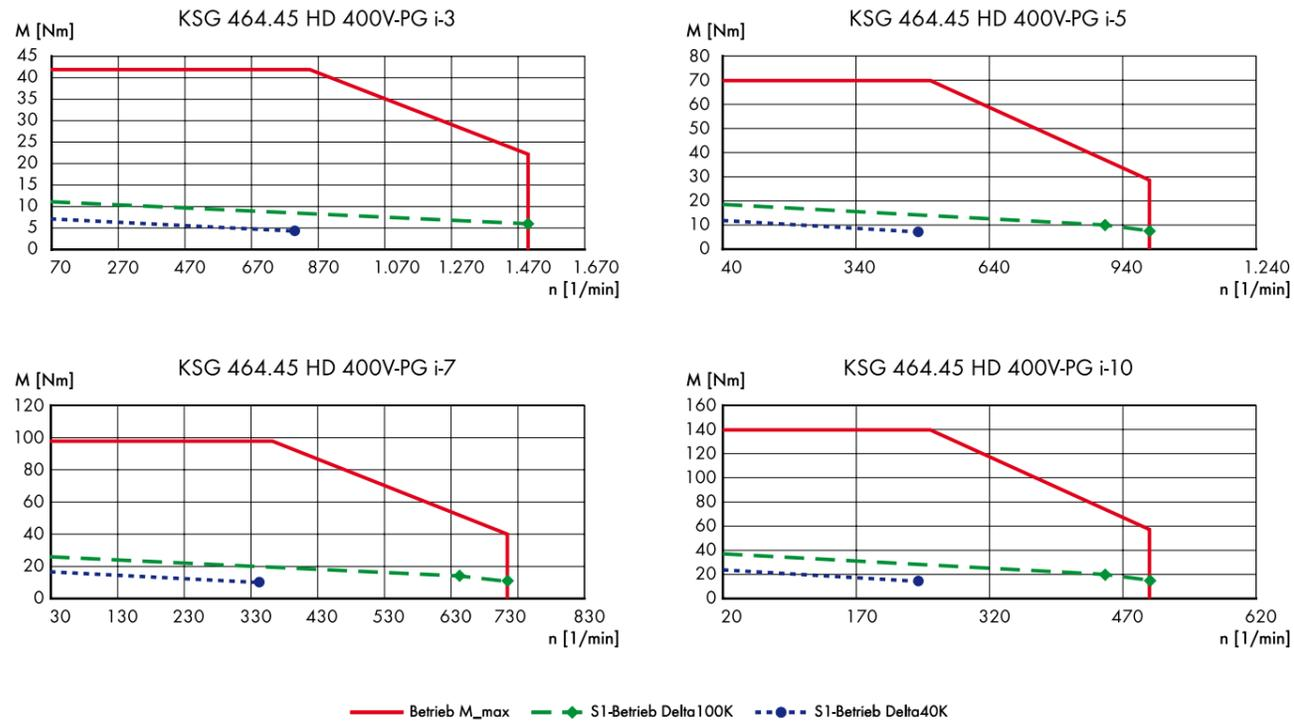 KSG 464.45 HD 400V-PG i-3
M [Nm]
45
40
35
30
25
20
15
10
5
0
70 270 470 670 870 1.070 1.270 1.470 1.670
n [1/min]
KSG 464.45 HD 400V-PG i-5
M [Nm]
80
70
60
50
40
30
20
10
0
40 340 640 940 1.240
n [1/min]
KSG 464.45 HD 400V-PG i-7
M [Nm]
120
100
80
60
40
20
0
30 130 230 330 430 530 630 730 830
n [1/min]
KSG 464.45 HD 400V-PG i-10
M [Nm]
160
140
120
100
80
60
40
20
0
20 170 320 470 620
n [1/min]
Betrieb M_max S1-Betrieb Delta100K S1-Betrieb Delta40K